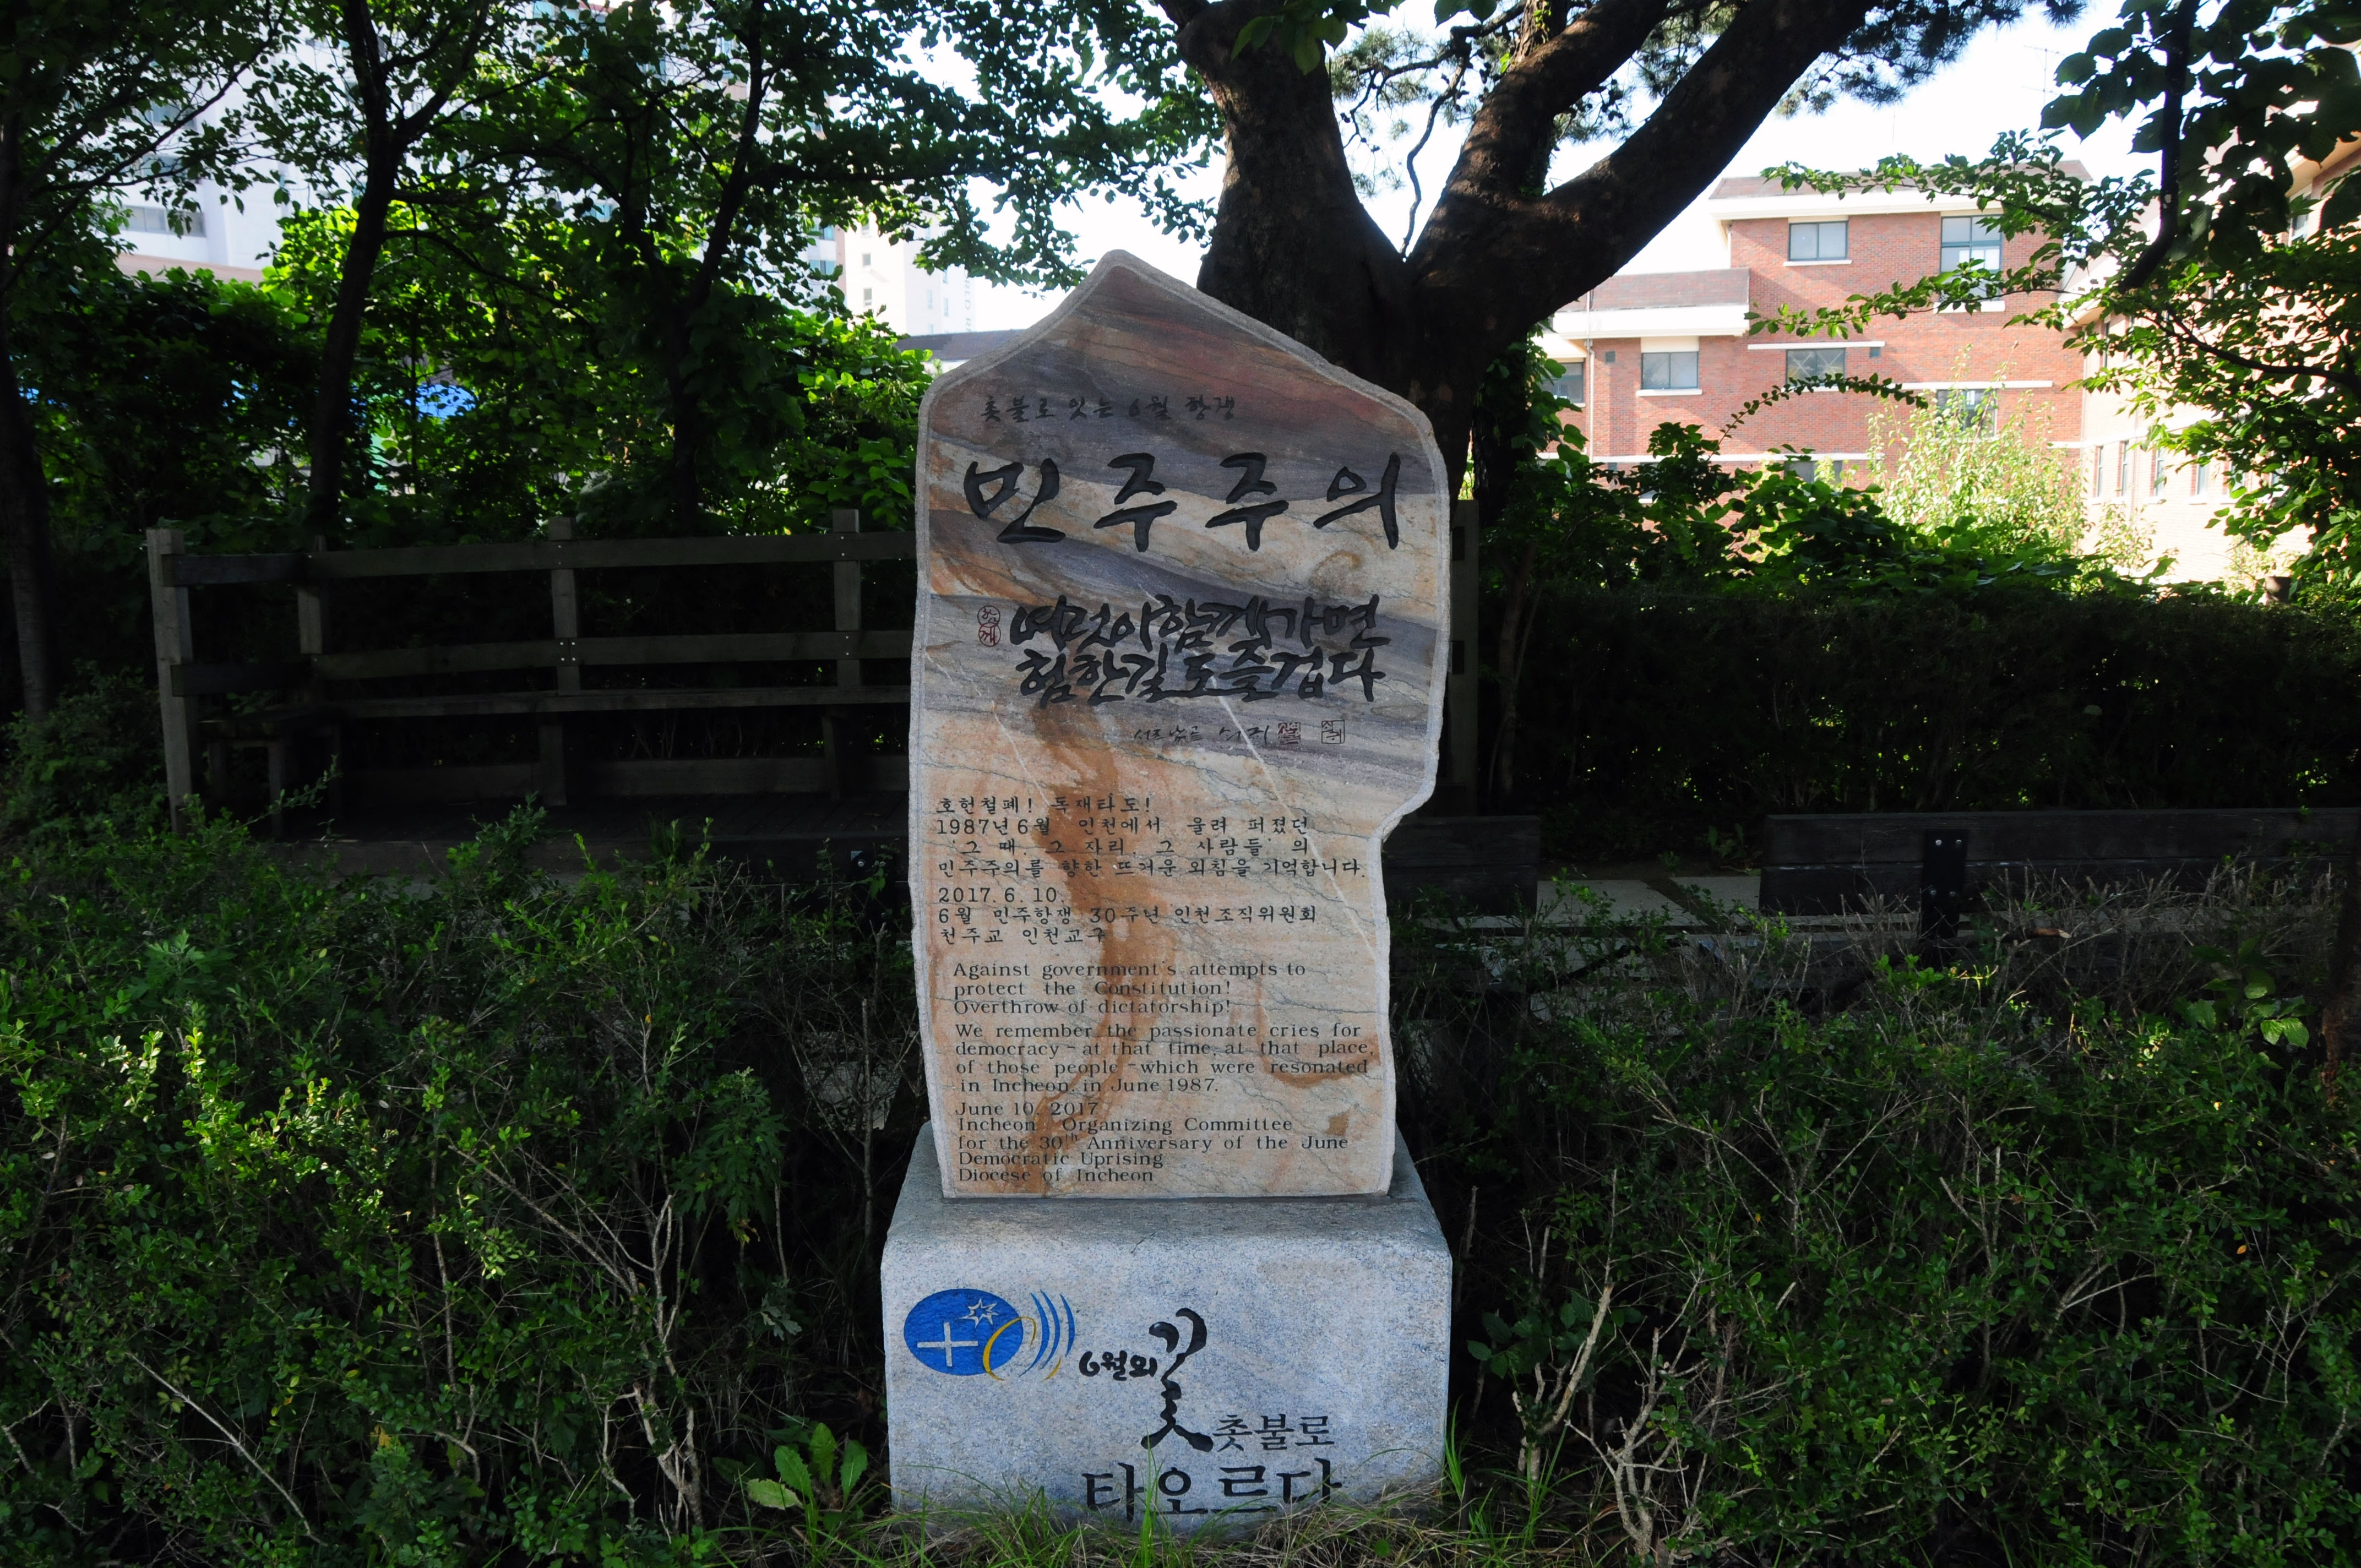 촛불로 잇는 6월 항쟁
민주주의
여럿이 함께 가면
험한 길도 즐겁다
호헌철폐! 독재타도!
1987년 6월 인천에서 울려 퍼졌던
'그 때, 그 자리, 그 사람들'의
민주주의를 향한 뜨거운 외침을 기억합니다.
2017. 6. 10.
6월 민주항쟁 30주년 인천조직위원회
천주교 인천교구
Against government's attempts to
protect the Constitution!
Overthrow of dictatorship!
We remember the passionate cries for
democracy - at that time, at that place,
of those people - which were resonated
in Incheon, in June 1987.
June 10, 2017
Incheon Organizing Committee
for the 30th Anniversary of the June
Democratic Uprising
Diocese of Incheon
6월의 꽃
촛불로
타오르다